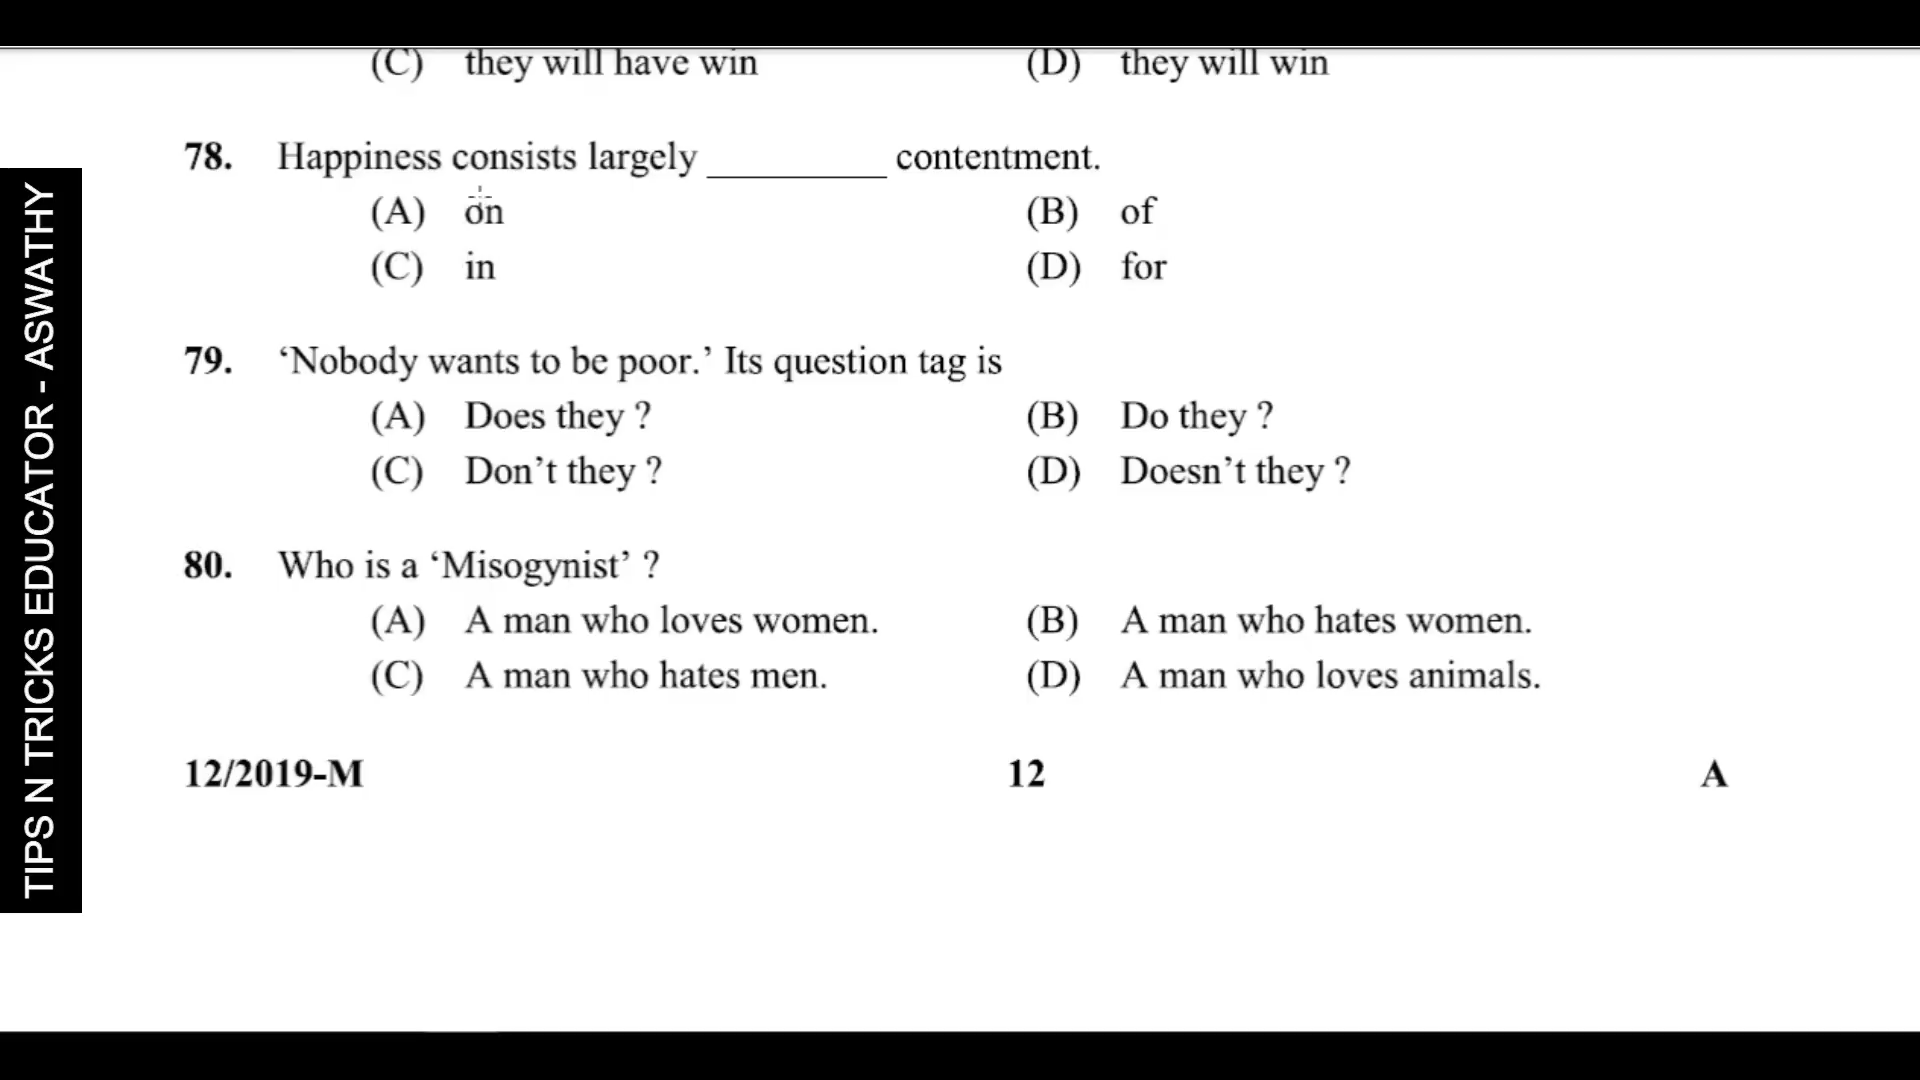 (C) they will have win (D) they will win
78. Happiness consists largely _________ contentment.
(A) on (B) of
(C) in (D) for
79. ‘Nobody wants to be poor.’ Its question tag is
(A) Does they ? (B) Do they ?
(C) Don’t they ? (D) Doesn’t they ?
80. Who is a ‘Misogynist’ ?
(A) A man who loves women. (B) A man who hates women.
(C) A man who hates men. (D) A man who loves animals.
12/2019-M 12 A
TIPS N TRICKS EDUCATOR - ASWATHY